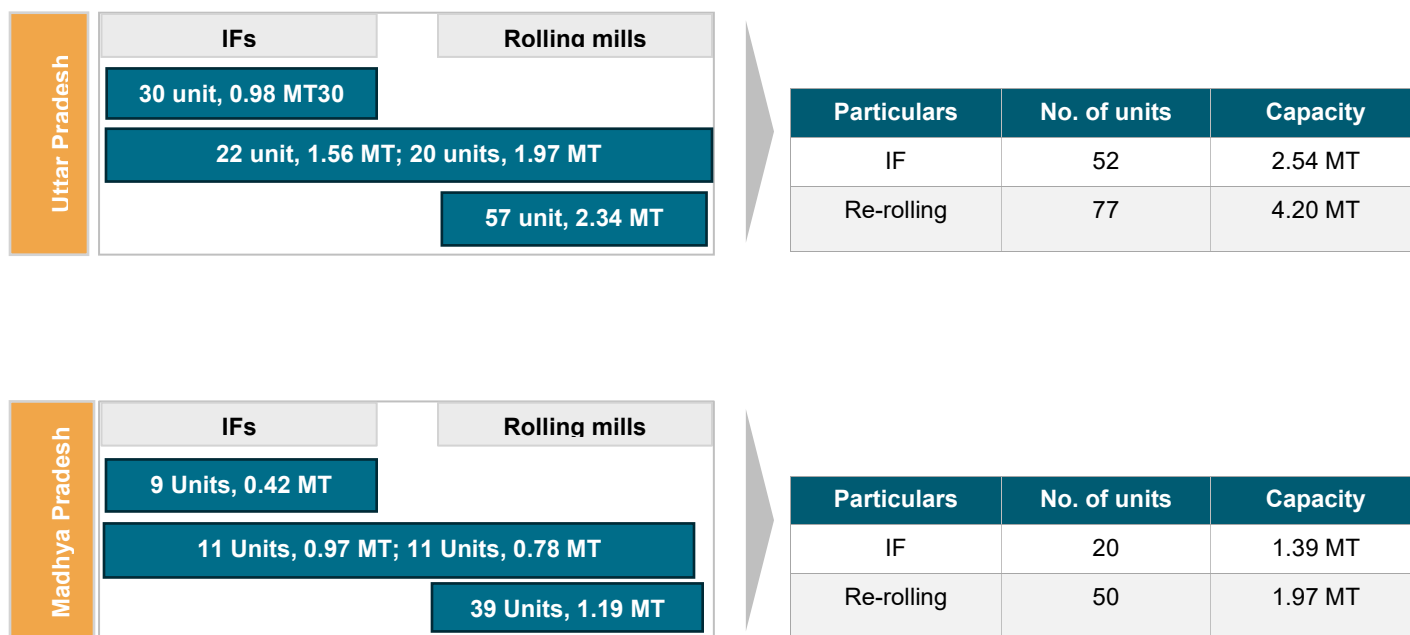 Uttar Pradesh
IFs Rolling mills
30 unit, 0.98 MT30
22 unit, 1.56 MT; 20 units, 1.97 MT
57 unit, 2.34 MT
Particulars No. of units Capacity
IF 52 2.54 MT
Re-rolling 77 4.20 MT
Madhya Pradesh
IFs Rolling mills
9 Units, 0.42 MT
11 Units, 0.97 MT; 11 Units, 0.78 MT
39 Units, 1.19 MT
Particulars No. of units Capacity
IF 20 1.39 MT
Re-rolling 50 1.97 MT